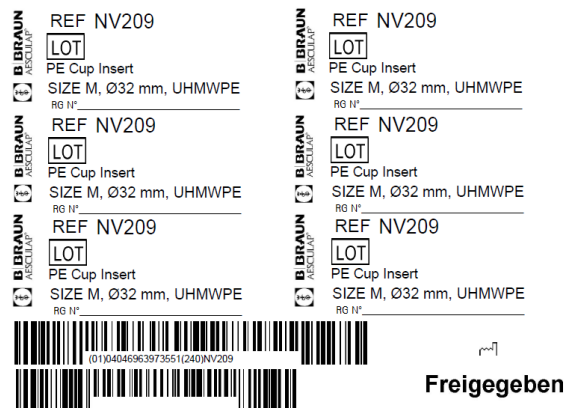 B BRAUN
AESCULAP®
REF NV209
LOT
PE Cup Insert
SIZE M, Ø32 mm, UHMWPE
RG N°
B BRAUN
AESCULAP®
REF NV209
LOT
PE Cup Insert
SIZE M, Ø32 mm, UHMWPE
RG N°
B BRAUN
AESCULAP®
REF NV209
LOT
PE Cup Insert
SIZE M, Ø32 mm, UHMWPE
RG N°
B BRAUN
AESCULAP®
REF NV209
LOT
PE Cup Insert
SIZE M, Ø32 mm, UHMWPE
RG N°
B BRAUN
AESCULAP®
REF NV209
LOT
PE Cup Insert
SIZE M, Ø32 mm, UHMWPE
RG N°
B BRAUN
AESCULAP®
REF NV209
LOT
PE Cup Insert
SIZE M, Ø32 mm, UHMWPE
RG N°
(01)04046963973551(240)NV209
Freigegeben